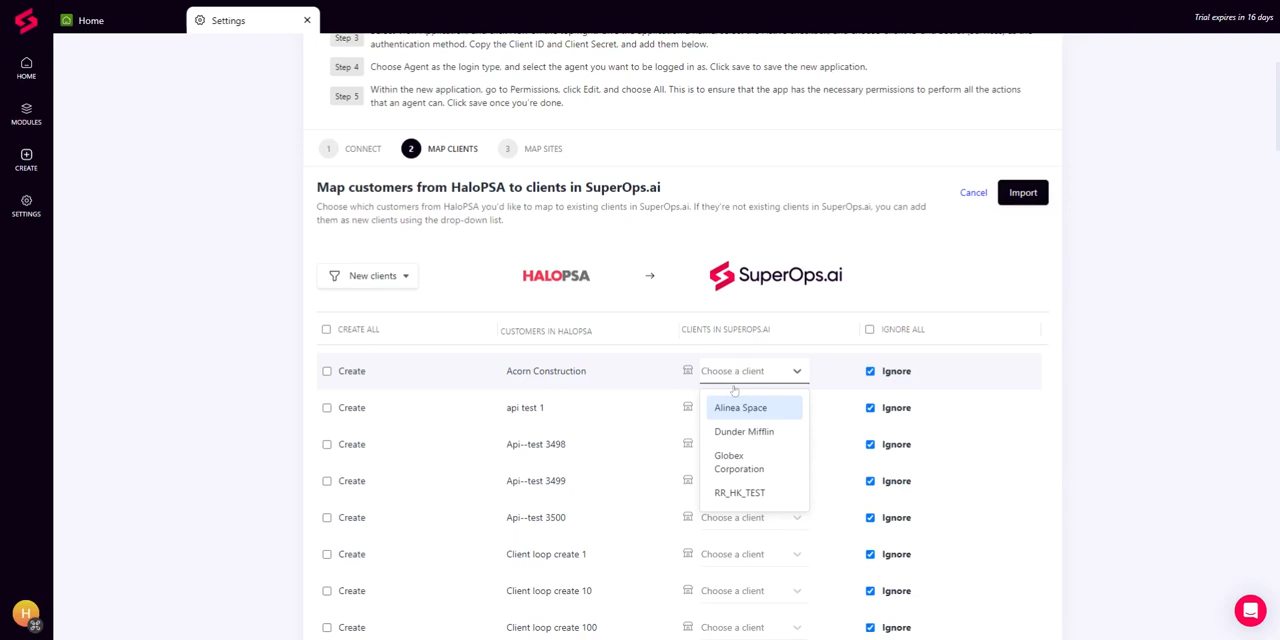 Home
Settings
Trial expires in 16 days
HOME
MODULES
CREATE
SETTINGS
Step 3
authentication method. Copy the Client ID and Client Secret, and add them below.
Step 4
Choose Agent as the login type, and select the agent you want to be logged in as. Click save to save the new application.
Step 5
Within the new application, go to Permissions, click Edit, and choose All. This is to ensure that the app has the necessary permissions to perform all the actions
that an agent can. Click save once you're done.
1 CONNECT
2 MAP CLIENTS
3 MAP SITES
Map customers from HaloPSA to clients in SuperOps.ai
Cancel
Import
Choose which customers from HaloPSA you'd like to map to existing clients in SuperOps.ai. If they're not existing clients in SuperOps.ai, you can add
them as new clients using the drop-down list.
New clients
HALOPSA
SuperOps.ai
CREATE ALL
CUSTOMERS IN HALOPSA
CLIENTS IN SUPEROPS.AI
IGNORE ALL
Create Acorn Construction Choose a client Ignore
Create api test 1 Alinea Space Ignore
Dunder Mifflin
Create Api--test 3498 Ignore
Globex
Corporation
Create Api--test 3499 Ignore
RR_HK_TEST
Create Api--test 3500 Choose a client Ignore
Create Client loop create 1 Choose a client Ignore
Create Client loop create 10 Choose a client Ignore
Create Client loop create 100 Choose a client Ignore
H